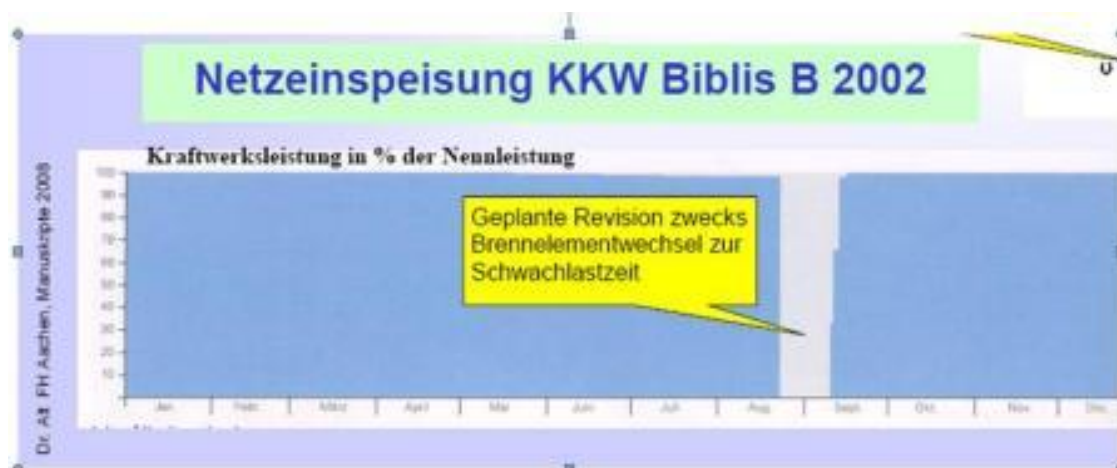 Netzeinspeisung KKW Biblis B 2002
Kraftwerksleistung in % der Nennleistung
Dr. Alt FH Aachen, Manuskripte 2008
100
90
80
70
60
50
40
30
20
10
Geplante Revision zwecks
Brennelementwechsel zur
Schwachlastzeit
Jan. Febr. März April Mai Juni Juli Aug. Sept. Okt. Nov. Dez.